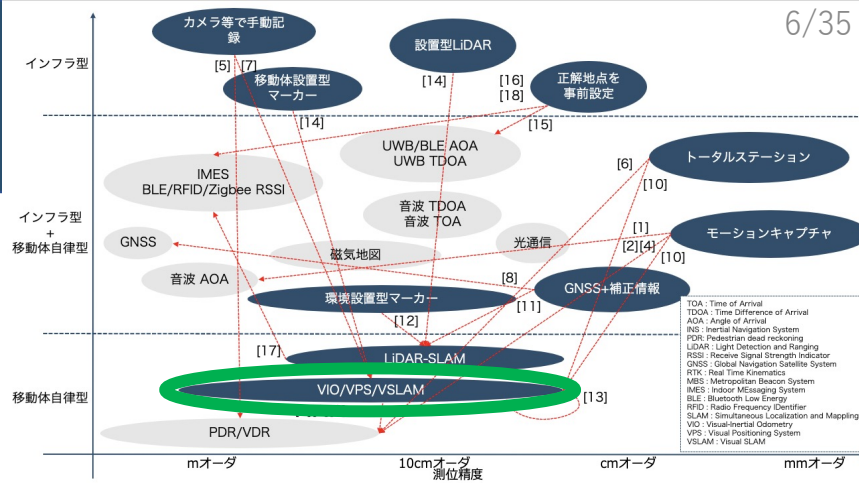 6/35
カメラ等で手動記
録
設置型LiDAR
インフラ型
[5]
[7]
移動体設置型
マーカー
[14]
[16]
[18]
正解地点を
事前設定
[14]
[15]
UWB/BLE AOA
UWB TDOA
[6]
トータルステーション
IMES
BLE/RFID/Zigbee RSSI
[10]
インフラ型
+
移動体自律型
音波 TDOA
音波 TOA
[1]
モーションキャプチャ
GNSS
光通信
[2]
[4]
磁気地図
[10]
音波 AOA
[8]
GNSS+補正情報
環境設置型マーカー
[11]
[12]
TOA : Time of Arrival
TDOA : Time Difference of Arrival
AOA : Angle of Arrival
INS : Inertial Navigation System
PDR: Pedestrian dead reckoning
LiDAR : Light Detection and Ranging
RSSI : Receive Signal Strength Indicator
GNSS : Global Navigation Satellite System
RTK : Real Time Kinematics
MBS : Metropolitan Beacon System
IMES : Indoor MEssaging System
BLE : Bluetooth Low Energy
RFID : Radio Frequency IDentifier
SLAM : Simultaneous Localization and Mapping
VIO : Visual-Inertial Odometry
VPS : Visual Positioning System
VSLAM : Visual SLAM
[17]
LiDAR-SLAM
移動体自律型
VIO/VPS/VSLAM
[13]
PDR/VDR
mオーダ
10cmオーダ
cmオーダ
mmオーダ
測位精度